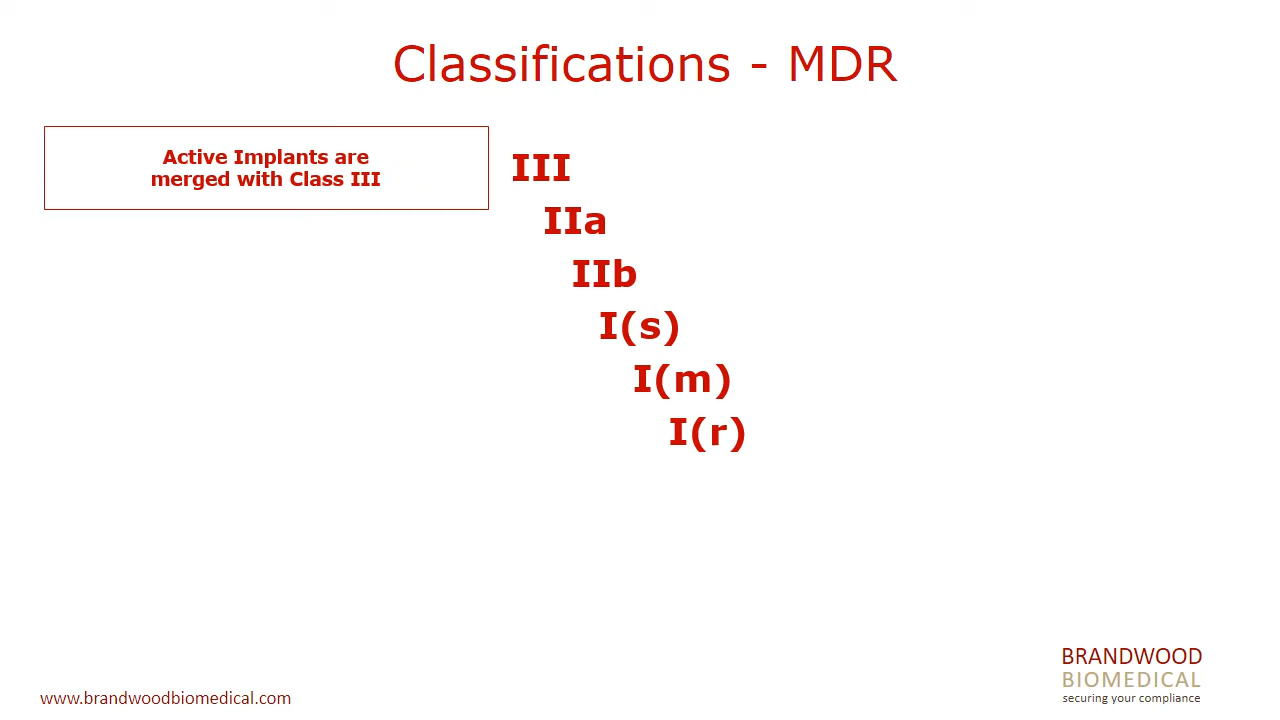 Classifications - MDR
Active Implants are
merged with Class III
III
IIa
IIb
I(s)
I(m)
I(r)
BRANDWOOD
BIOMEDICAL
securing your compliance
www.brandwoodbiomedical.com